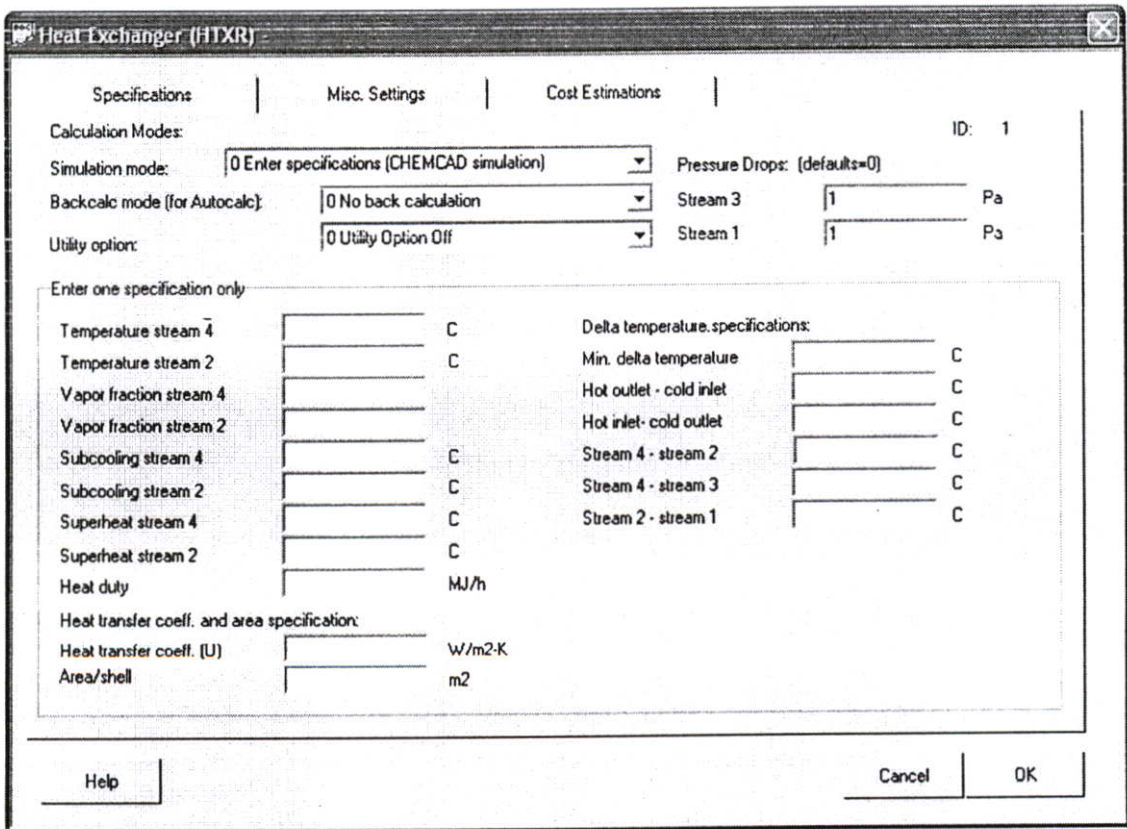 Heat Exchanger (HTXR) -
Specifications
Misc. Settings
Cost Estimations
Calculation Modes:
ID: 1
Simulation mode:
0 Enter specifications (CHEMCAD simulation)
Pressure Drops: (defaults=0)
Backcalc mode (for Autocalc):
0 No back calculation
Stream 3
1
Pa
Utility option:
0 Utility Option Off
Stream 1
1
Pa
Enter one specification only
Temperature stream 4
C
Temperature stream 2
C
Vapor fraction stream 4
Vapor fraction stream 2
Subcooling stream 4
C
Subcooling stream 2
C
Superheat stream 4
C
Superheat stream 2
C
Heat duty
MJ/h
Heat transfer coeff. and area specification:
Heat transfer coeff. (U)
W/m2-K
Area/shell
m2
Delta temperature.specifications:
Min. delta temperature
C
Hot outlet - cold inlet
C
Hot inlet- cold outlet
C
Stream 4 - stream 2
C
Stream 4 - stream 3
C
Stream 2 - stream 1
C
Help
Cancel
OK